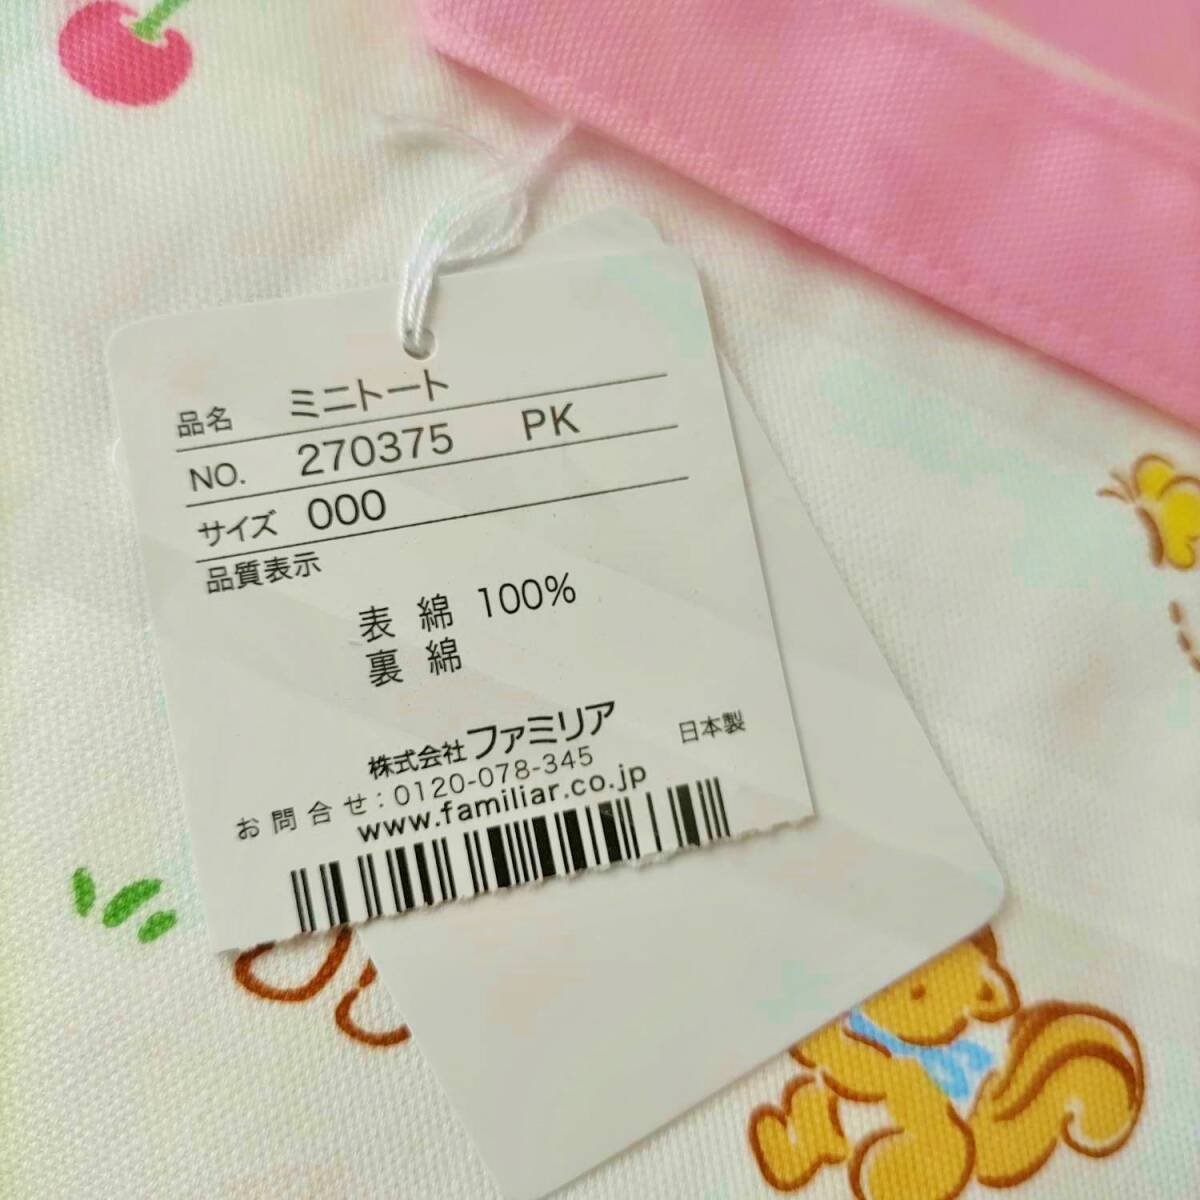 品名 ミニトート
NO. 270375 PK
サイズ 000
品質表示
表 綿 100%
裏 綿
株式会社ファミリア 日本製
お問合せ：0120-078-345
www.familiar.co.jp